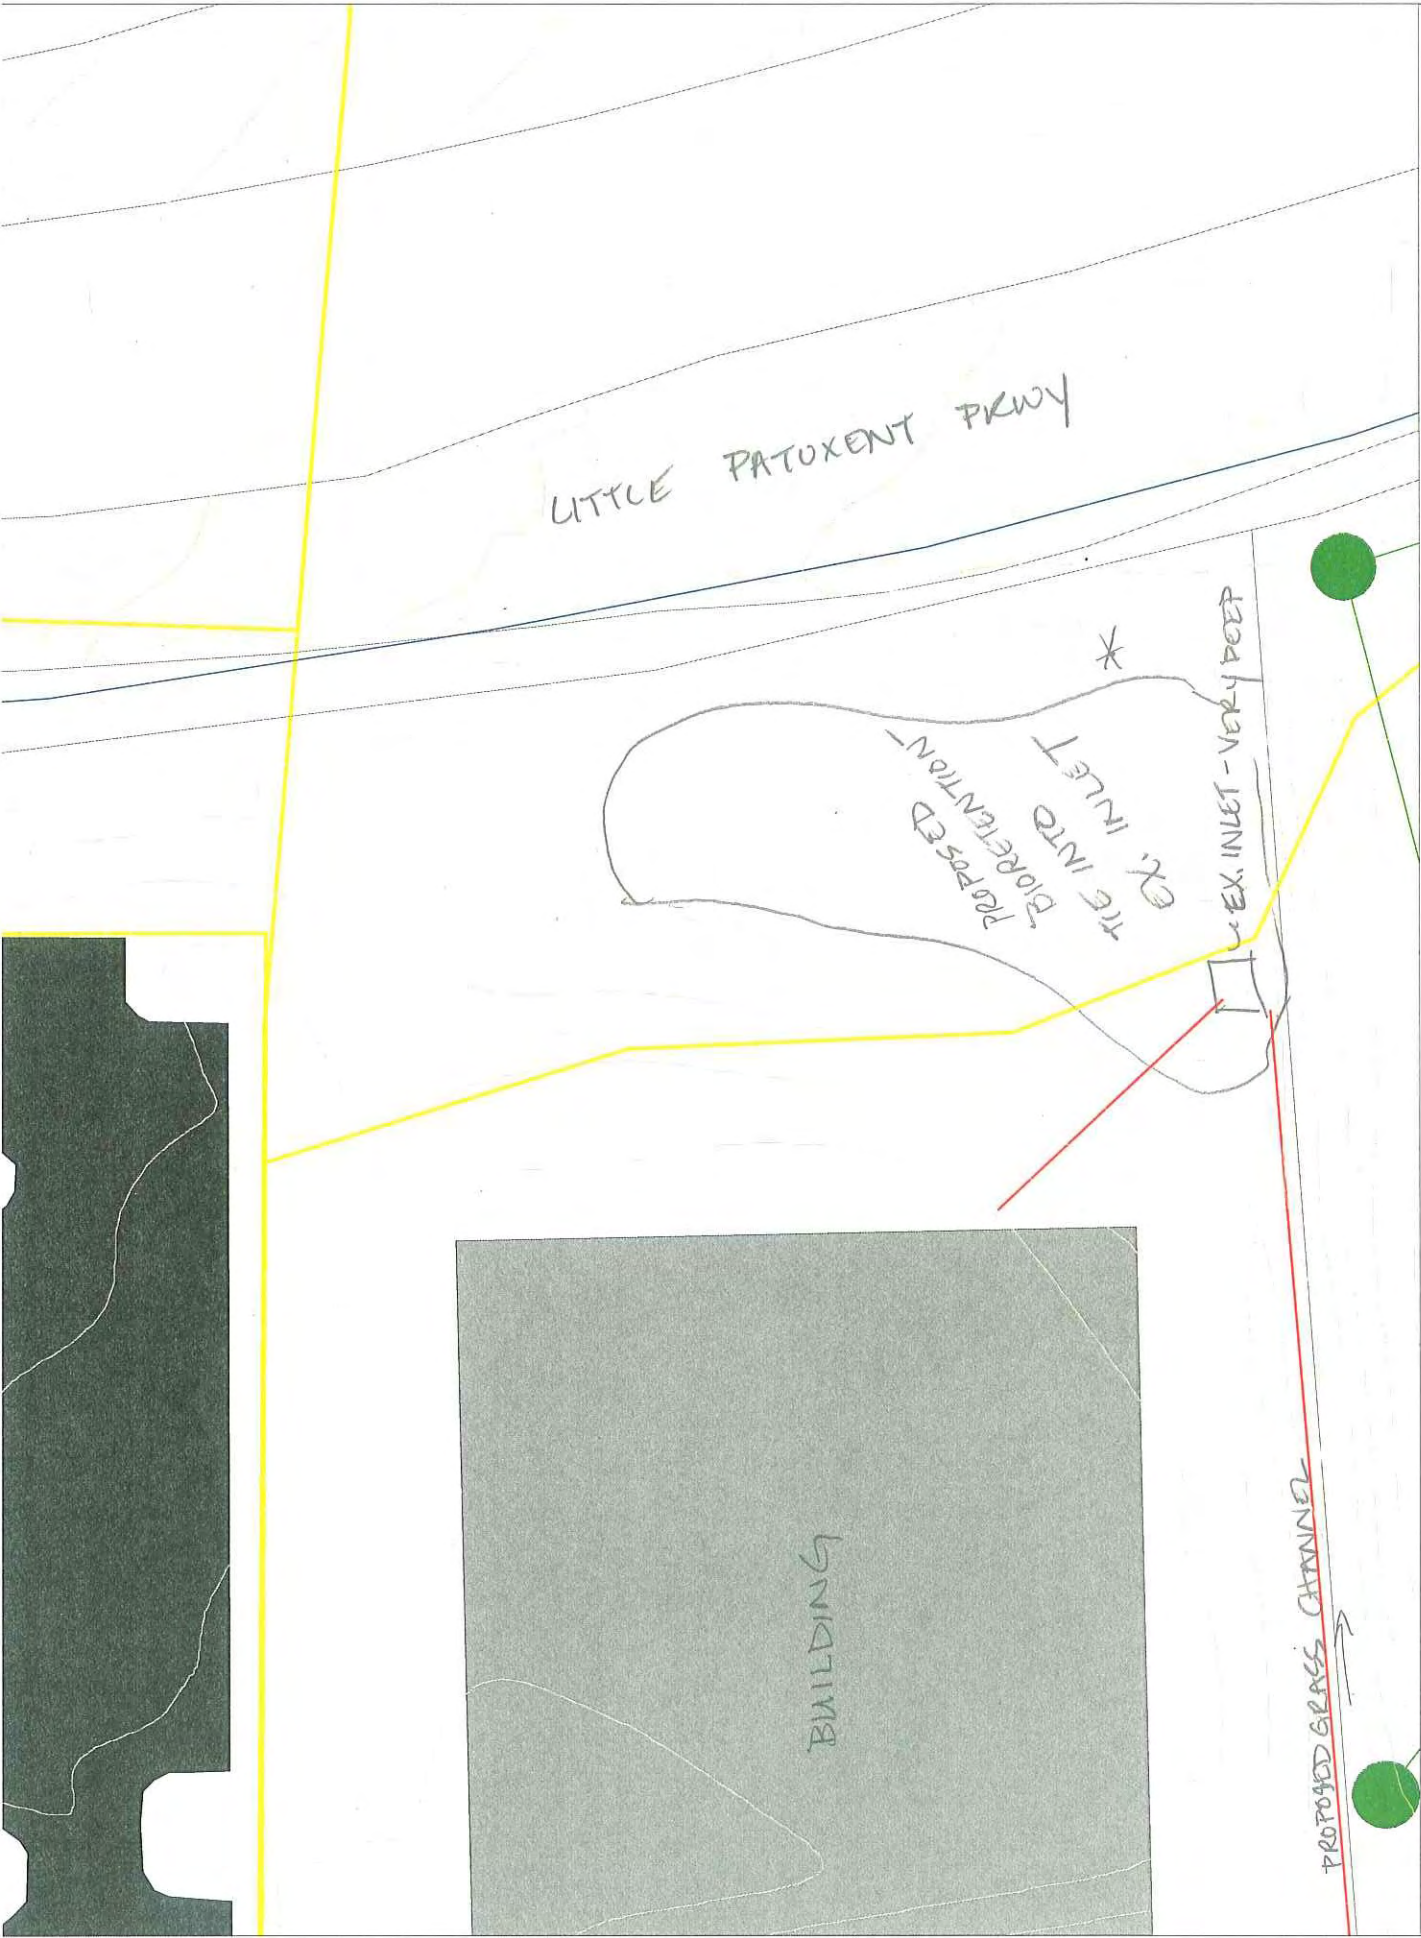 LITTLE PATUXENT PKWY
*
PROPOSED
BIORETENTION
TIE INTO
EX. INLET
EX. INLET - VERY DEEP
BUILDING
PROPOSED GRASS CHANNEL